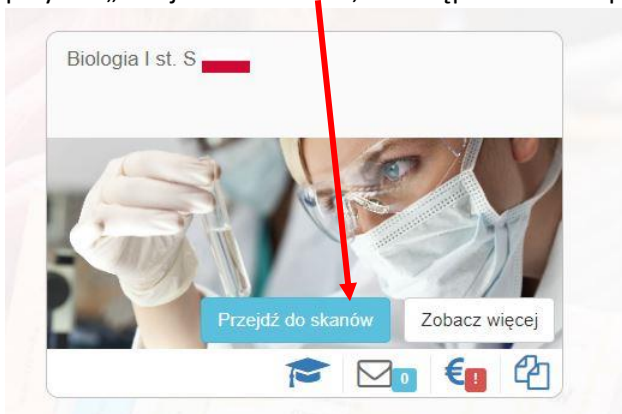 Biologia I st. S
Przejdź do skanów
Zobacz więcej
0
€ !